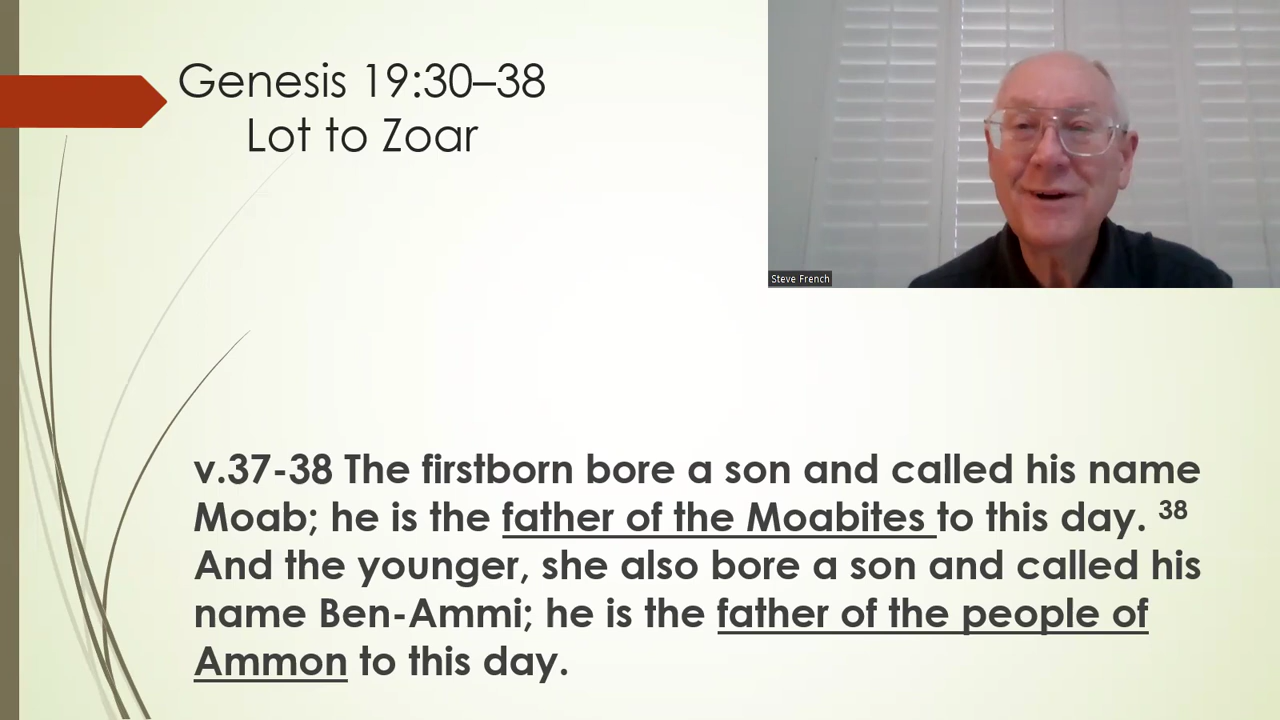 Genesis 19:30–38
Lot to Zoar
Steve French
v.37-38 The firstborn bore a son and called his name
Moab; he is the father of the Moabites to this day. 38
And the younger, she also bore a son and called his
name Ben-Ammi; he is the father of the people of
Ammon to this day.